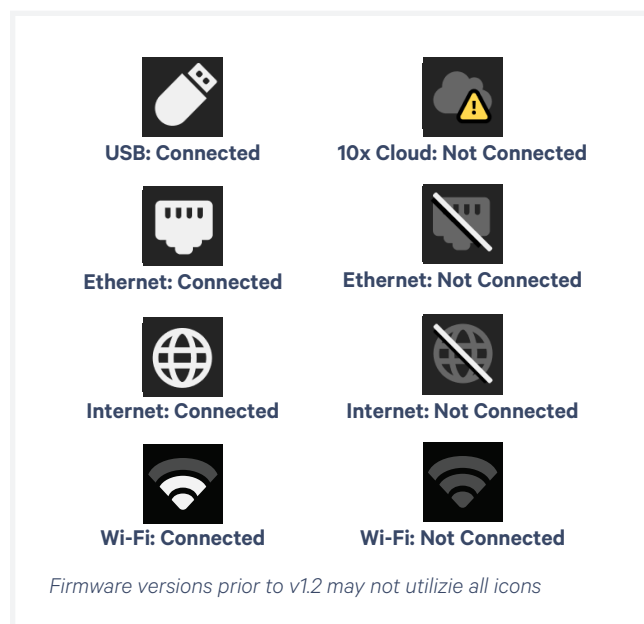 USB: Connected
10x Cloud: Not Connected
Ethernet: Connected
Ethernet: Not Connected
Internet: Connected
Internet: Not Connected
Wi-Fi: Connected
Wi-Fi: Not Connected
Firmware versions prior to v1.2 may not utilizie all icons